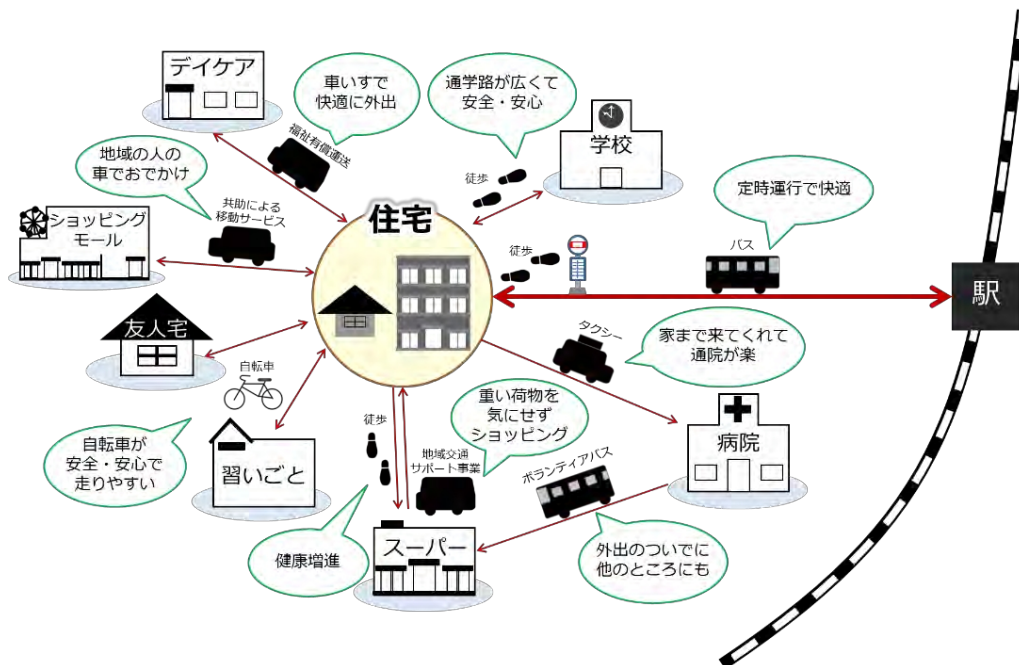 デイケア
車いすで
快適に外出
福祉有償運送
通学路が広くて
安全・安心
学校
徒歩
地域の人の
車でおでかけ
共助による
移動サービス
ショッピング
モール
住宅
徒歩
バス
定時運行で快適
駅
友人宅
自転車
自転車が
安全・安心で
走りやすい
習いごと
タクシー
家まで来てくれて
通院が楽
病院
重い荷物を
気にせず
ショッピング
徒歩
地域交通
サポート事業
ボランティアバス
健康増進
スーパー
外出のついでに
他のところにも